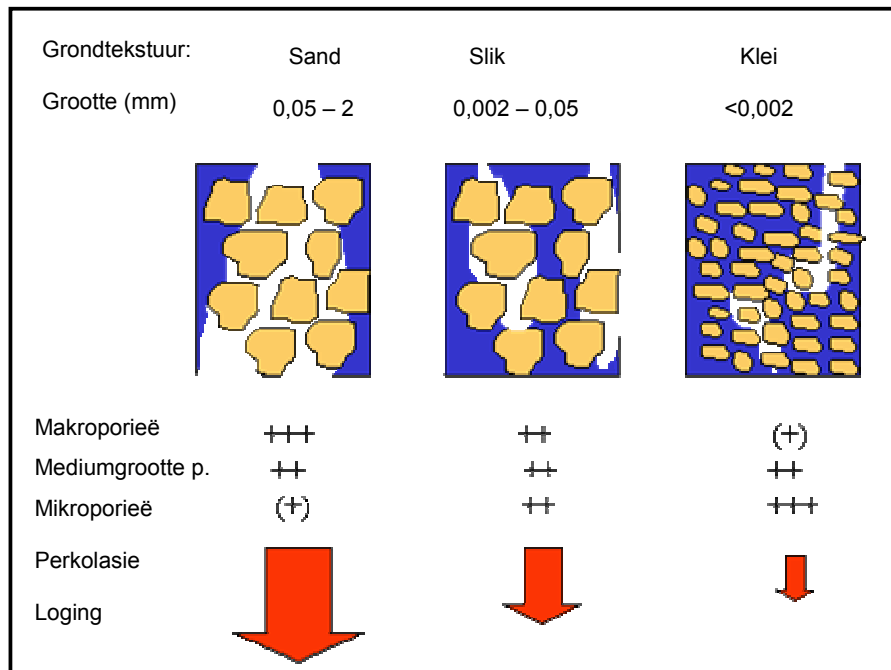 Grondtekstuur: Sand Slik Klei
Grootte (mm) 0,05 – 2 0,002 – 0,05 <0,002
Makroporieë +++ ++ (+)
Mediumgrootte p. ++ ++ ++
Mikroporieë (+) ++ +++
Perkolasie
Loging